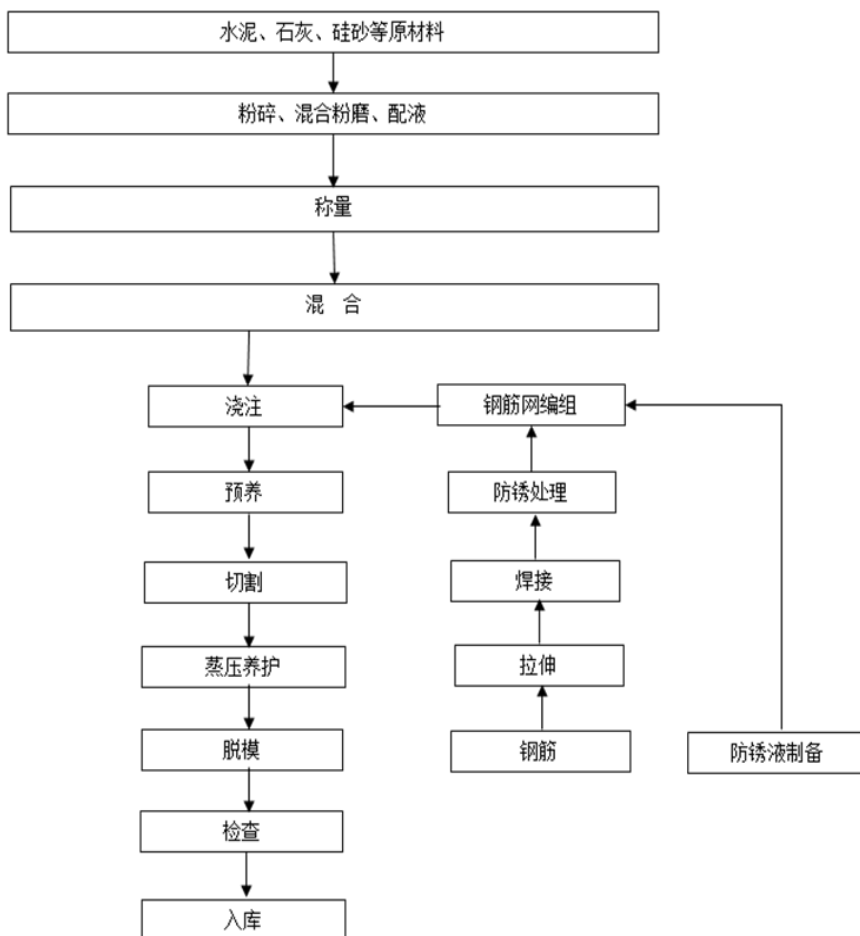 水泥、石灰、硅砂等原材料
粉碎、混合粉磨、配液
称量
混 合
浇注
钢筋网编组
预养
防锈处理
切割
焊接
蒸压养护
拉伸
脱模
钢筋
防锈液制备
检查
入库